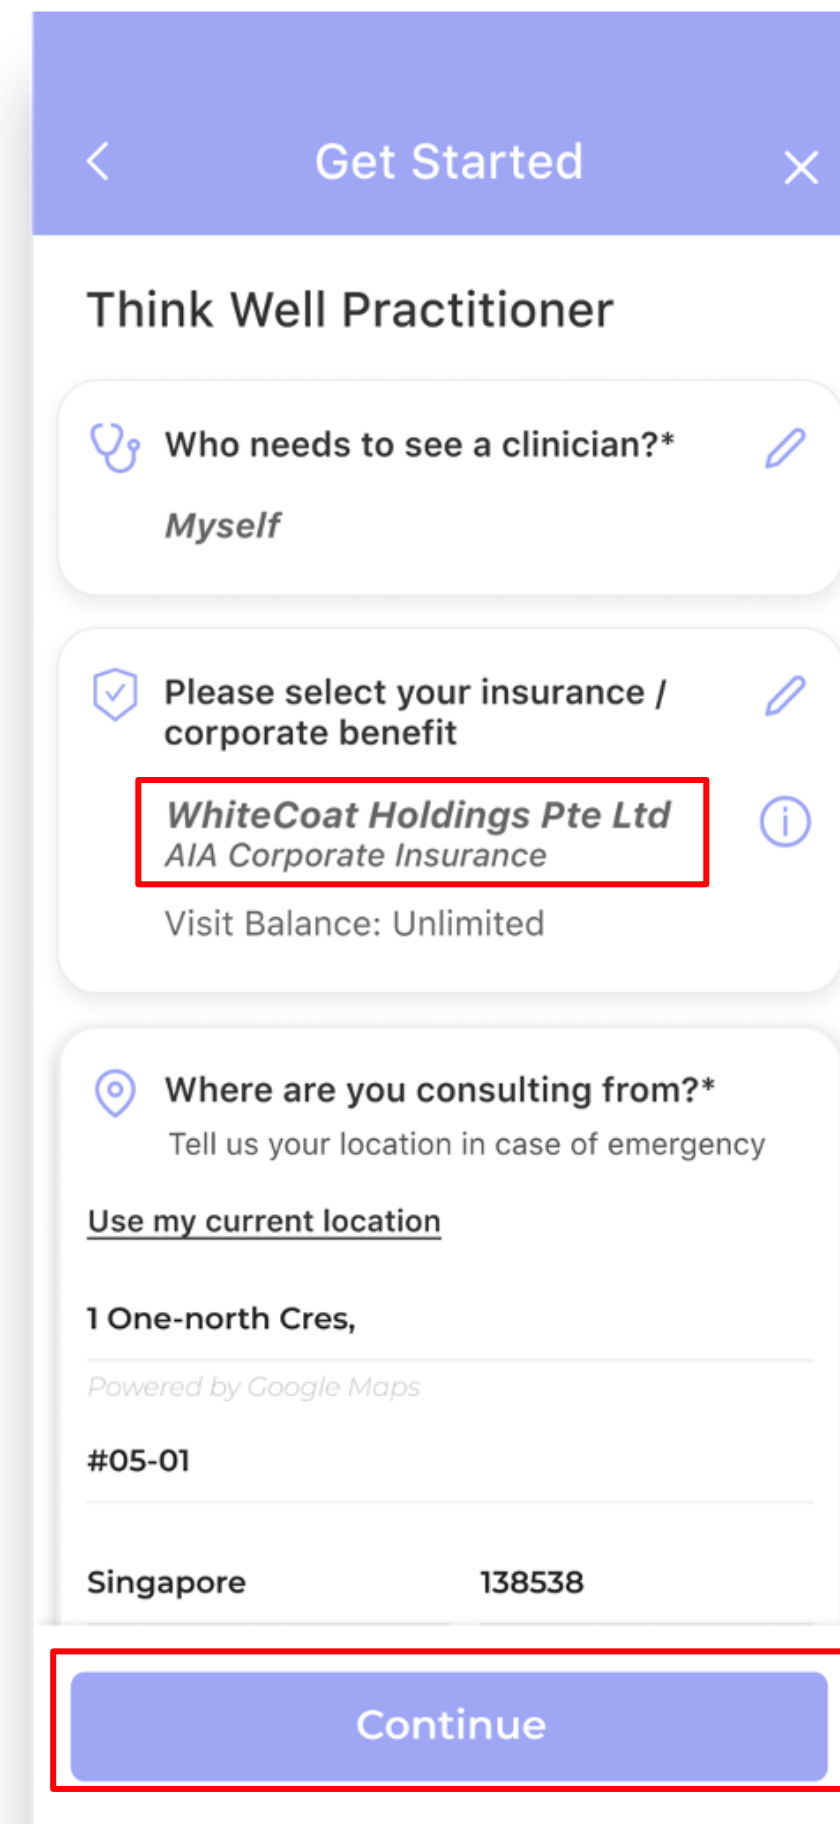 Get Started
Think Well Practitioner
Who needs to see a clinician?*
Myself
Please select your insurance /
corporate benefit
WhiteCoat Holdings Pte Ltd
AIA Corporate Insurance
Visit Balance: Unlimited
Where are you consulting from?*
Tell us your location in case of emergency
Use my current location
1 One-north Cres,
Powered by Google Maps
#05-01
Singapore 138538
Continue